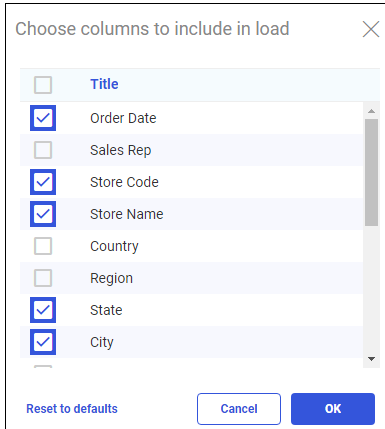 Choose columns to include in load
Title
Order Date
Sales Rep
Store Code
Store Name
Country
Region
State
City
Reset to defaults
Cancel
OK